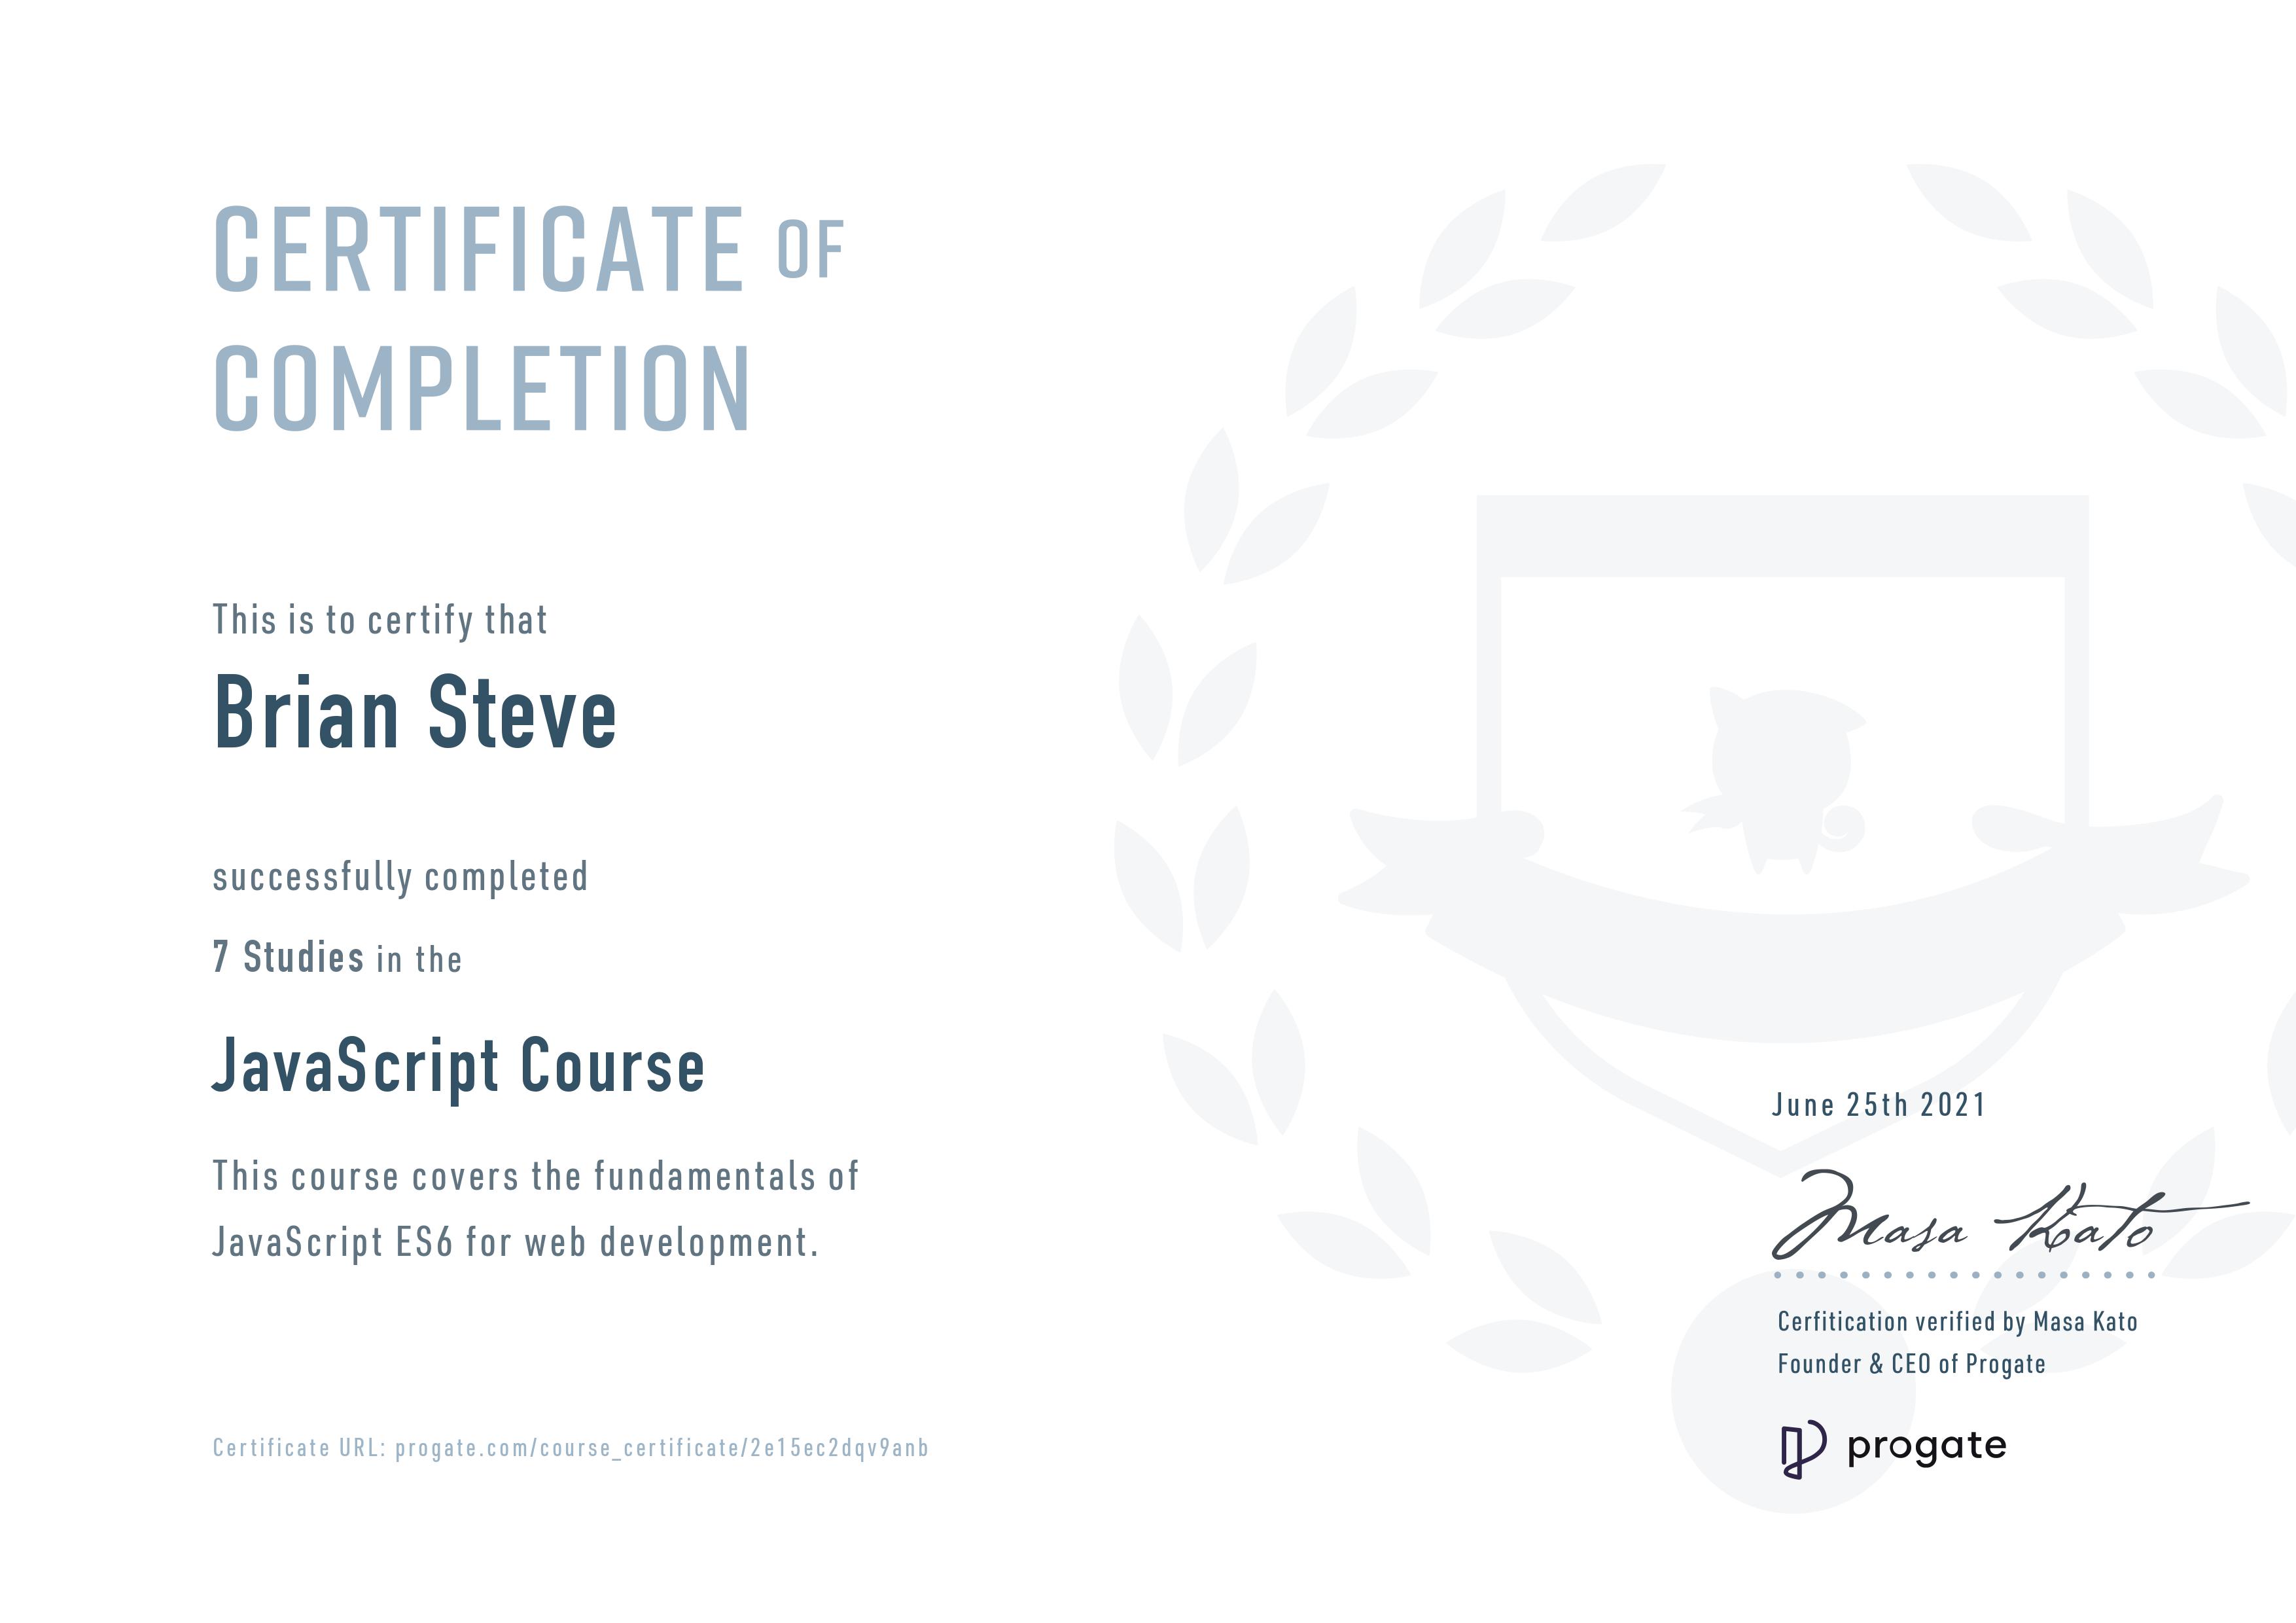 CERTIFICATE OF
COMPLETION
This is to certify that
Brian Steve
successfully completed
7 Studies in the
JavaScript Course
This course covers the fundamentals of
JavaScript ES6 for web development.
Certificate URL: progate.com/course_certificate/2e15ec2dqv9anb
June 25th 2021
Masa Kato
Cerfitication verified by Masa Kato
Founder & CEO of Progate
progate